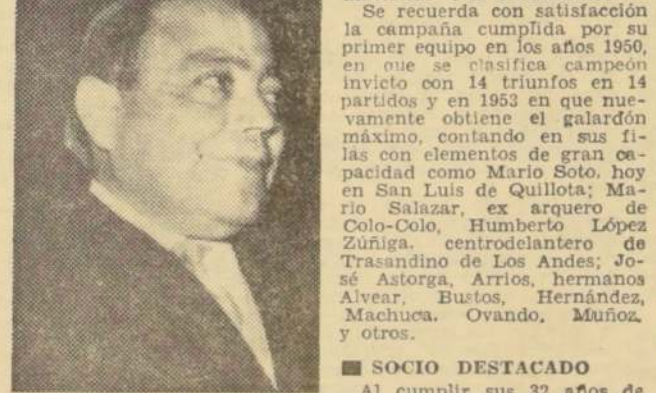 Se recuerda con satisfacción
la campaña cumplida por su
primer equipo en los años 1950,
en que se clasifica campeón
invicto con 14 triunfos en 14
partidos y en 1953 en que nue-
vamente obtiene el galardón
máximo, contando en sus fi-
las con elementos de gran ca-
pacidad como Mario Soto, hoy
en San Luis de Quillota; Ma-
rio Salazar, ex arquero de
Colo-Colo, Humberto López
Zúñiga, centrodelantero de
Trasandino de Los Andes; Jo-
sé Astorga, Arrios, hermanos
Alvear, Bustos, Hernández,
Machuca, Ovando, Muñoz,
y otros.
SOCIO DESTACADO
Al cumplir sus 32 años de